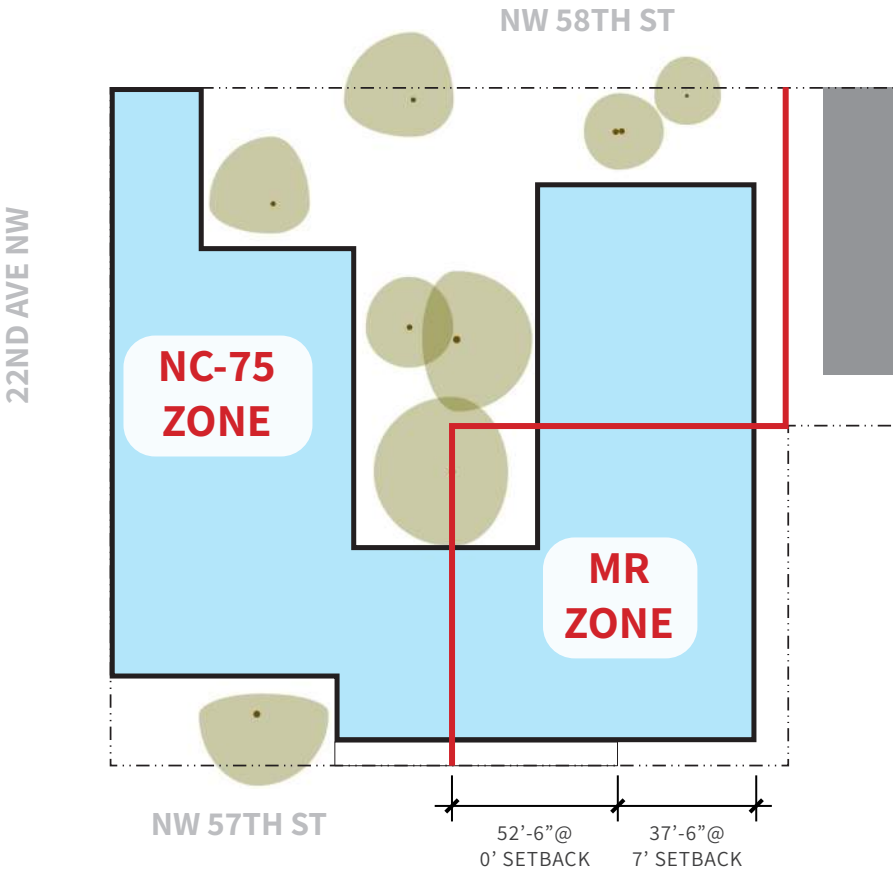 NW 58TH ST
22ND AVE NW
NC-75
ZONE
MR
ZONE
NW 57TH ST
52’-6”@
0’ SETBACK
37’-6”@
7’ SETBACK